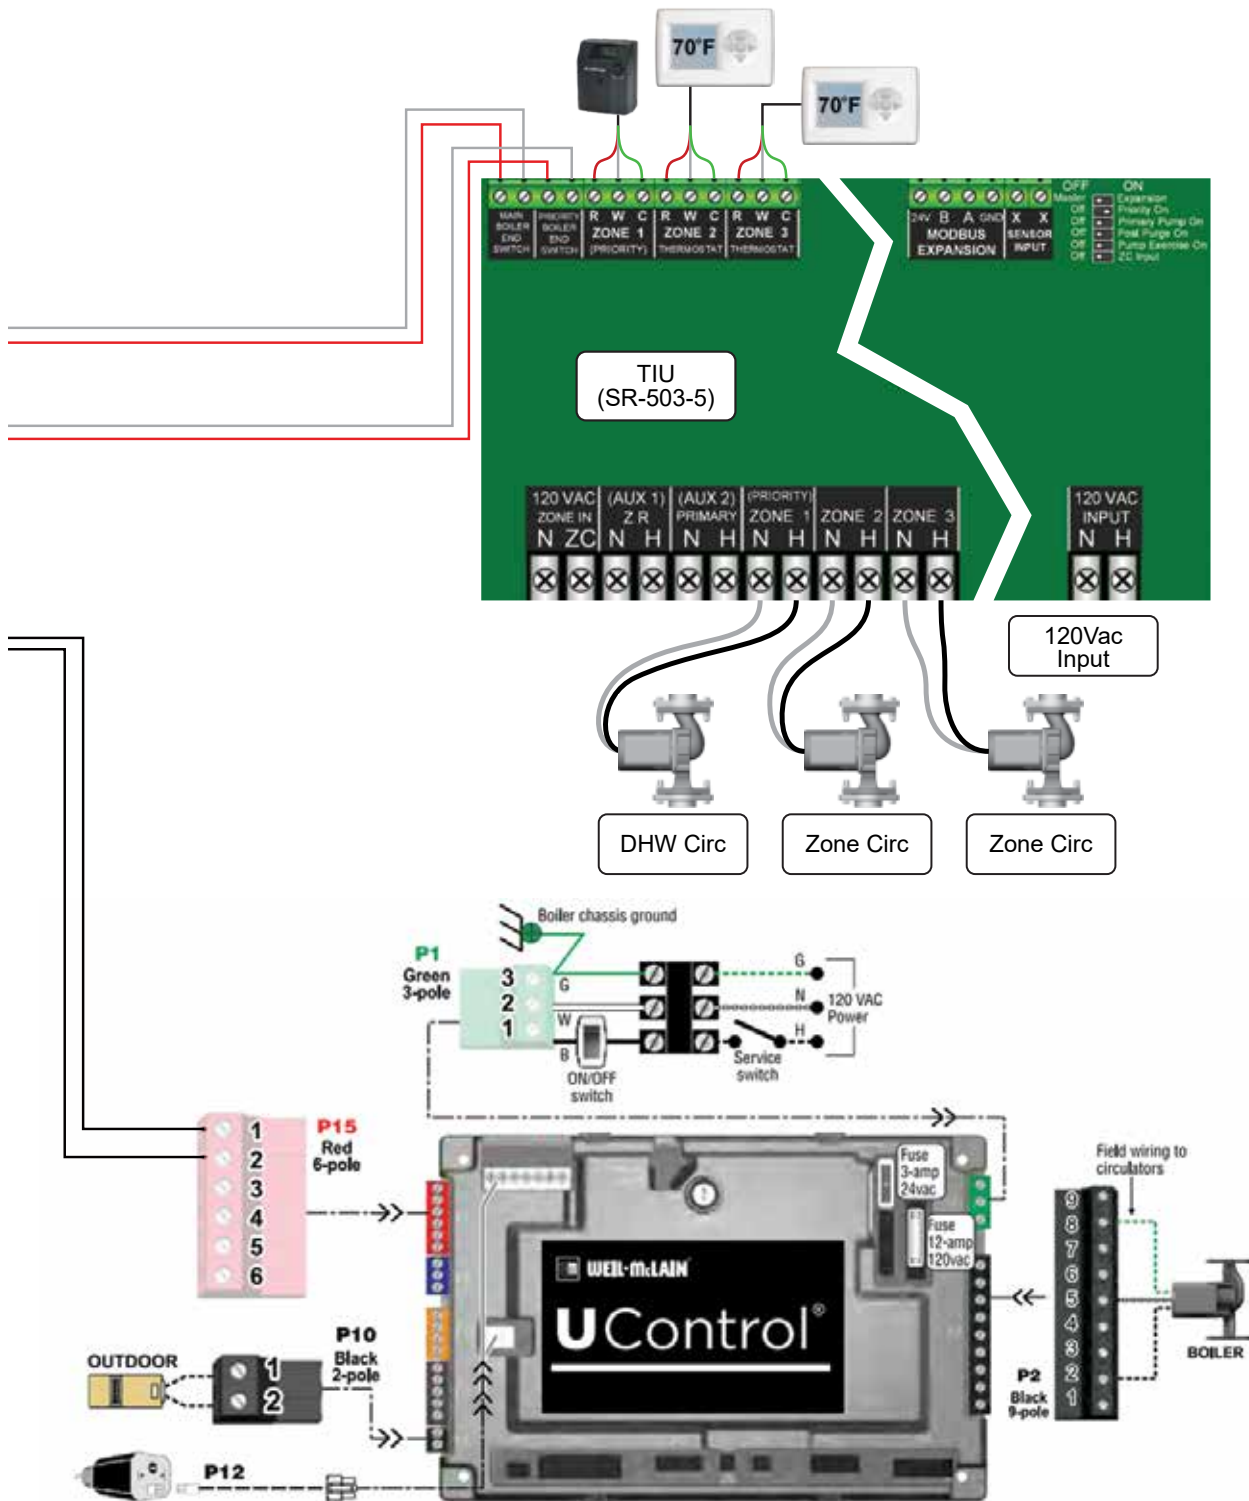 70°F
70°F
MAIN BOILER END SWITCH
PRIORITY BOILER END SWITCH
R W C
ZONE 1
(PRIORITY)
R W C
ZONE 2
THERMOSTAT
R W C
ZONE 3
THERMOSTAT
24V B A GND
MODBUS
EXPANSION
X X
SENSOR
INPUT
OFF ON
Master Expansion
Off Priority On
Off Primary Pump On
Off Post Purge On
Off Pump Exercise On
Off ZC Input
TIU
(SR-503-5)
120 VAC
ZONE IN
N ZC
(AUX 1)
Z R
N H
(AUX 2)
PRIMARY
N H
(PRIORITY)
ZONE 1
N H
ZONE 2
N H
ZONE 3
N H
120 VAC
INPUT
N H
120Vac
Input
DHW Circ
Zone Circ
Zone Circ
Boiler chassis ground
P1
Green
3-pole
3
2
1
G
W
B
ON/OFF
switch
G
N
H
120 VAC
Power
Service
switch
1
2
3
4
5
6
P15
Red
6-pole
Fuse
3-amp
24vac
Fuse
12-amp
120vac
WEIL-McLAIN
UControl®
Field wiring to
circulators
9
8
7
6
5
4
3
2
1
BOILER
P2
Black
9-pole
P10
Black
2-pole
OUTDOOR
1
2
P12